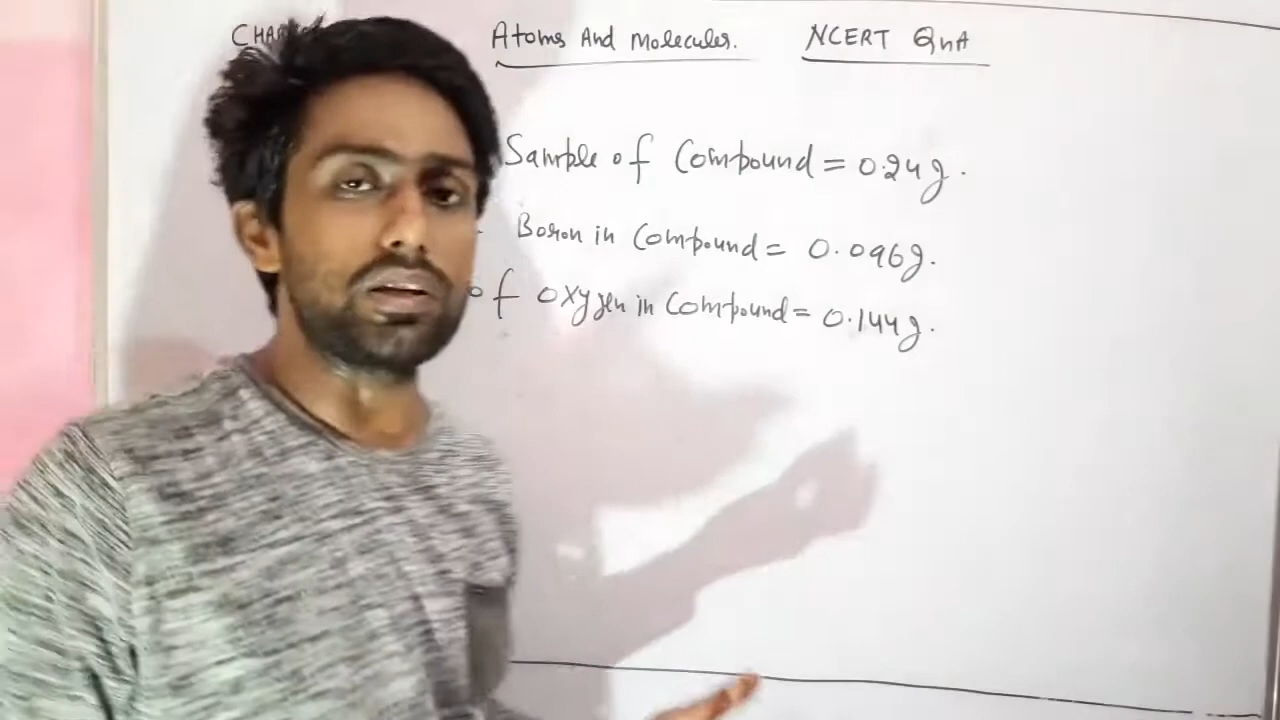 Atoms And Molecules. NCERT QnA
Sample of Compound = 0.24g.
Boron in Compound = 0.096g.
of oxygen in Compound = 0.144g.